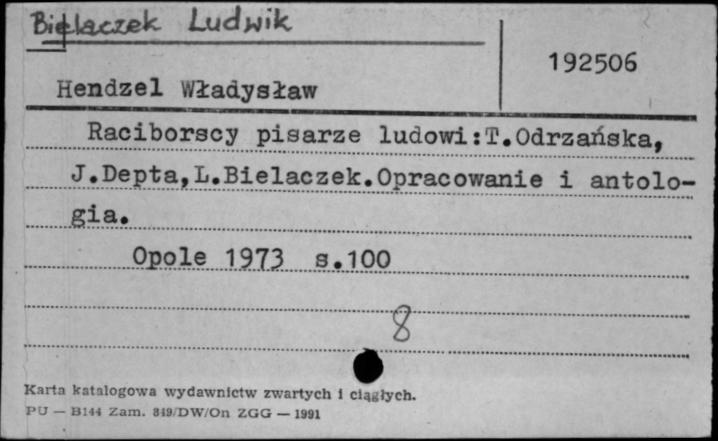 Bielaczek Ludwik
192506
Hendzel Władysław
Raciborscy pisarze ludowi:T.Odrzańska,
J.Depta,L.Bielaczek.Opracowanie i antolo-
gia.
Opole 1973 s.100
8
Karta katalogowa wydawnictw zwartych i ciągłych.
PU — B144 Zam. 849/DW/On ZGG — 1991